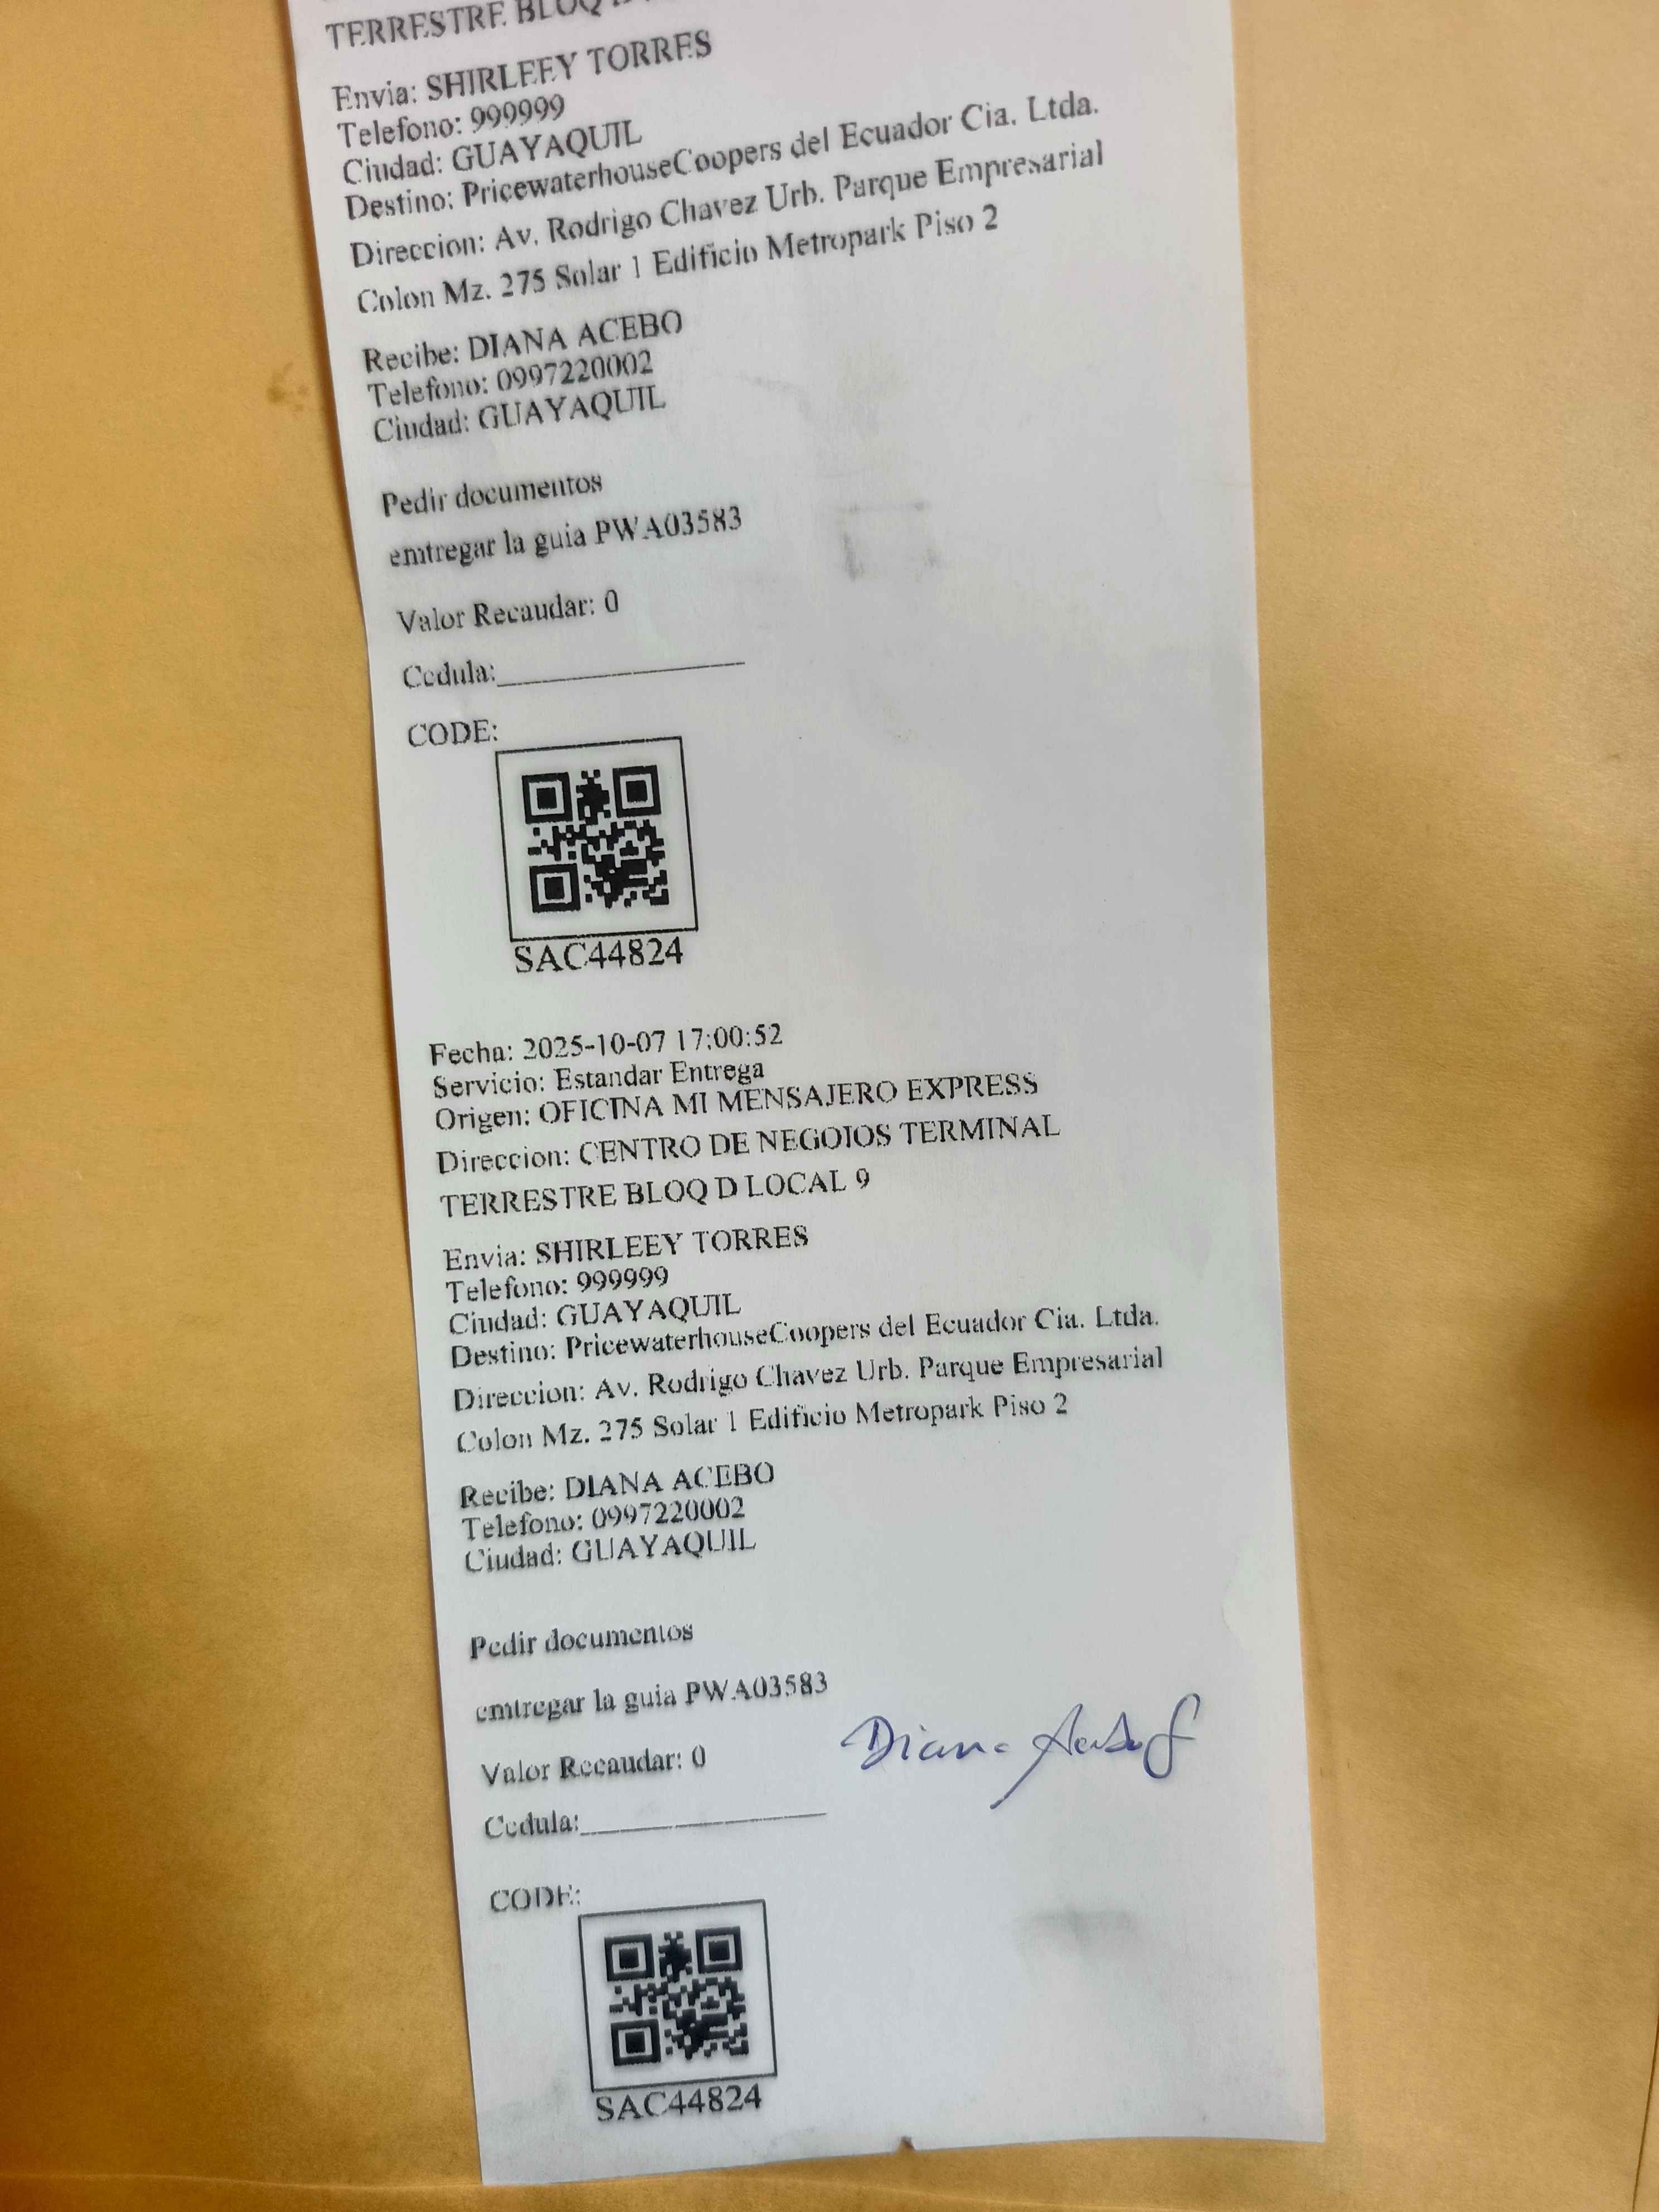 TERRESTRE BLOQ
Envia: SHIRLEEY TORRES
Telefono: 999999
Ciudad: GUAYAQUIL
Destino: PricewaterhouseCoopers del Ecuador Cia. Ltda.
Direccion: Av. Rodrigo Chavez Urb. Parque Empresarial
Colon Mz. 275 Solar 1 Edificio Metropark Piso 2
Recibe: DIANA ACEBO
Telefono: 0997220002
Ciudad: GUAYAQUIL
Pedir documentos
emtregar la guia PWA03583
Valor Recaudar: 0
Cedula:
CODE:
SAC44824
Fecha: 2025-10-07 17:00:52
Servicio: Estandar Entrega
Origen: OFICINA MI MENSAJERO EXPRESS
Direccion: CENTRO DE NEGOIOS TERMINAL
TERRESTRE BLOQ D LOCAL 9
Envia: SHIRLEEY TORRES
Telefono: 999999
Ciudad: GUAYAQUIL
Destino: PricewaterhouseCoopers del Ecuador Cia. Ltda.
Direccion: Av. Rodrigo Chavez Urb. Parque Empresarial
Colon Mz. 275 Solar 1 Edificio Metropark Piso 2
Recibe: DIANA ACEBO
Telefono: 0997220002
Ciudad: GUAYAQUIL
Pedir documentos
emtregar la guia PWA03583
Diana
Valor Recaudar: 0
Cedula:
CODE:
SAC44824